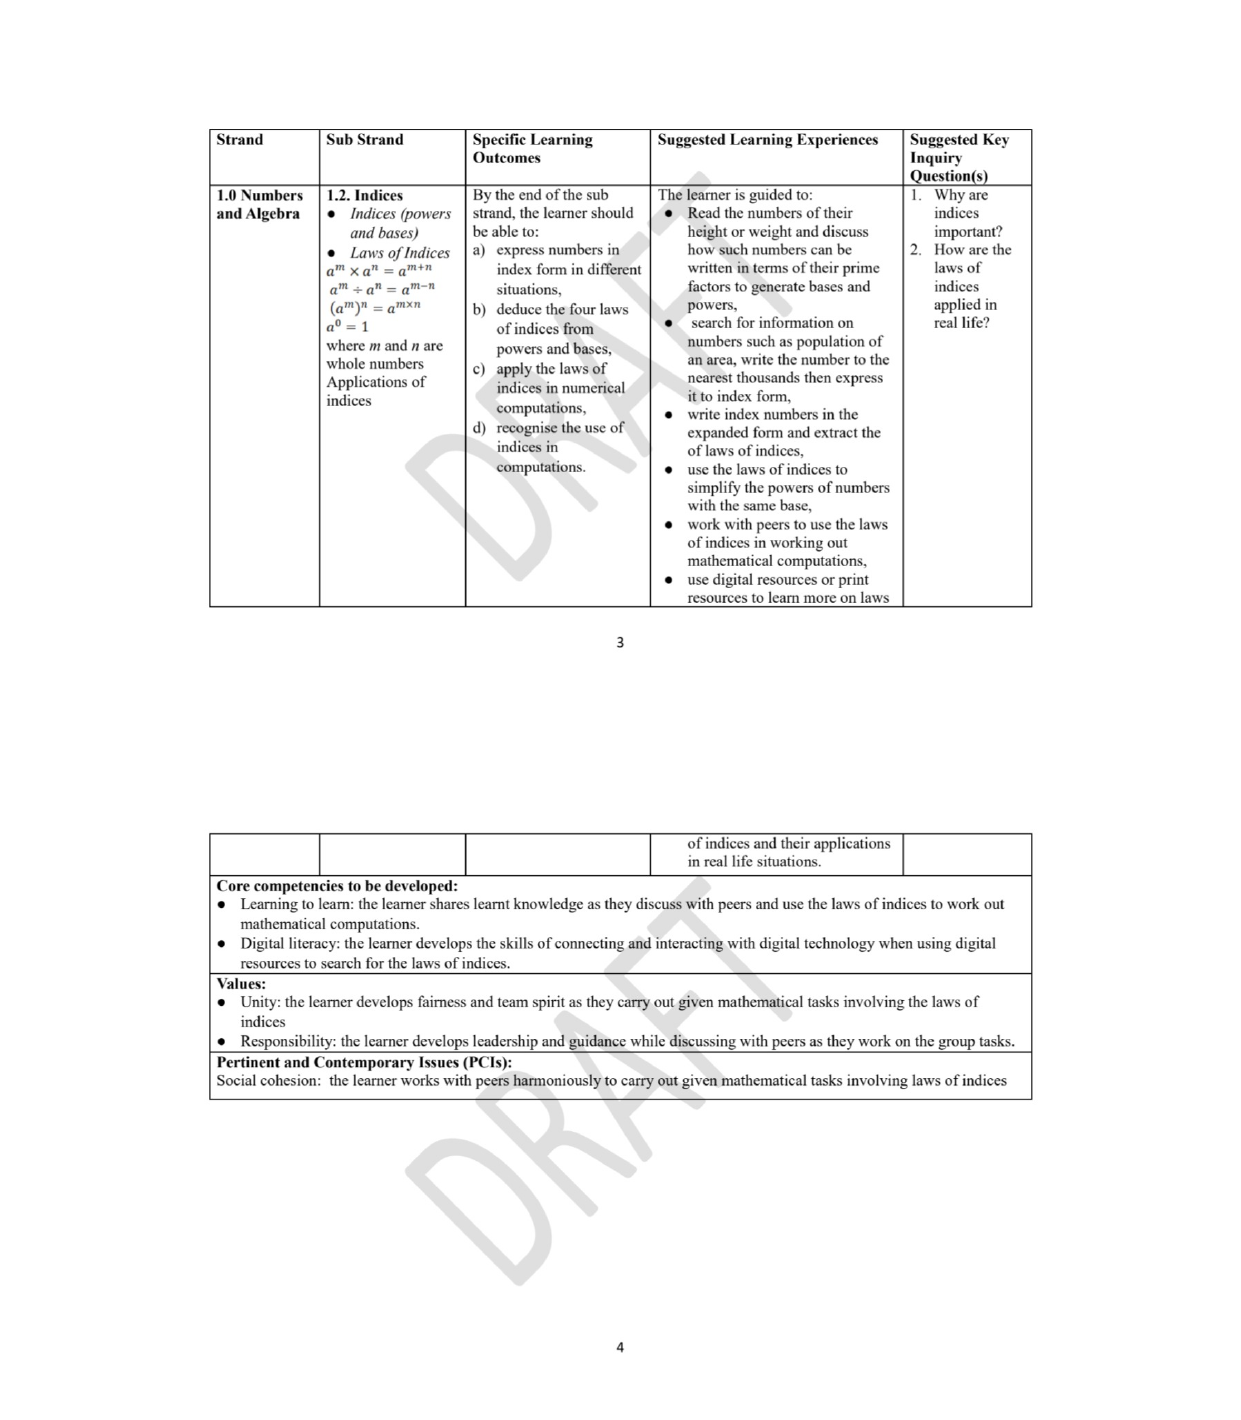 Strand
Sub Strand
Specific Learning
Outcomes
Suggested Learning Experiences
Suggested Key
Inquiry
Question(s)
1.0 Numbers
and Algebra
1.2. Indices
● Indices (powers
and bases)
● Laws of Indices
aᵐ × aⁿ = aᵐ⁺ⁿ
aᵐ ÷ aⁿ = aᵐ⁻ⁿ
(aᵐ)ⁿ = aᵐˣⁿ
a⁰ = 1
where m and n are
whole numbers
Applications of
indices
By the end of the sub
strand, the learner should
be able to:
a) express numbers in
index form in different
situations,
b) deduce the four laws
of indices from
powers and bases,
c) apply the laws of
indices in numerical
computations,
d) recognise the use of
indices in
computations.
The learner is guided to:
● Read the numbers of their
height or weight and discuss
how such numbers can be
written in terms of their prime
factors to generate bases and
powers,
● search for information on
numbers such as population of
an area, write the number to the
nearest thousands then express
it to index form,
● write index numbers in the
expanded form and extract the
of laws of indices,
● use the laws of indices to
simplify the powers of numbers
with the same base,
● work with peers to use the laws
of indices in working out
mathematical computations,
● use digital resources or print
resources to learn more on laws
1. Why are
indices
important?
2. How are the
laws of
indices
applied in
real life?
DRAFT
3
of indices and their applications
in real life situations.
Core competencies to be developed:
● Learning to learn: the learner shares learnt knowledge as they discuss with peers and use the laws of indices to work out
mathematical computations.
● Digital literacy: the learner develops the skills of connecting and interacting with digital technology when using digital
resources to search for the laws of indices.
Values:
● Unity: the learner develops fairness and team spirit as they carry out given mathematical tasks involving the laws of
indices
● Responsibility: the learner develops leadership and guidance while discussing with peers as they work on the group tasks.
Pertinent and Contemporary Issues (PCIs):
Social cohesion: the learner works with peers harmoniously to carry out given mathematical tasks involving laws of indices
DRAFT
4